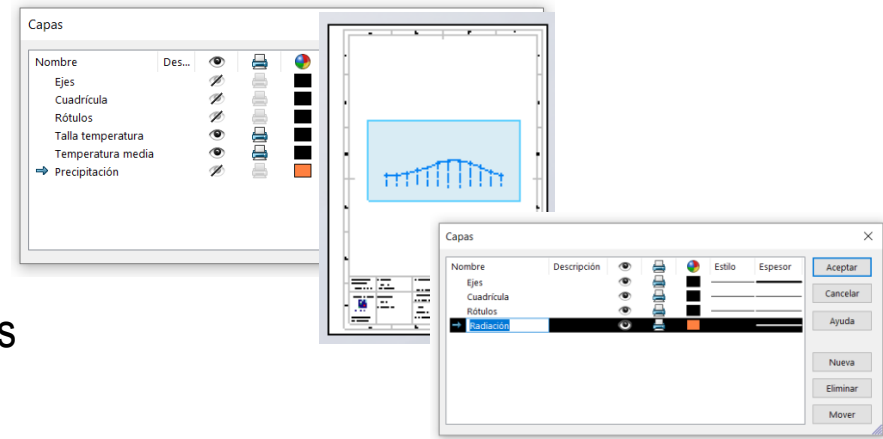 Capas
Nombre Des...
Ejes
Cuadrícula
Rótulos
Talla temperatura
Temperatura media
Precipitación
s
Capas
Nombre Descripción Estilo Espesor
Ejes
Cuadrícula
Rótulos
Radiación
Aceptar
Cancelar
Ayuda
Nueva
Eliminar
Mover